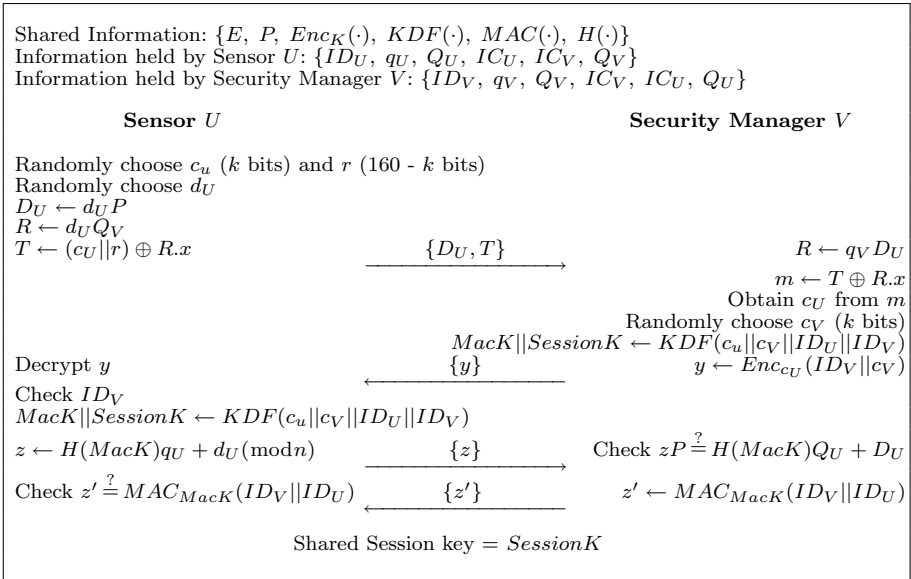 Shared Information: {E, P, Enc_K(·), KDF(·), MAC(·), H(·)}
Information held by Sensor U: {ID_U, q_U, Q_U, IC_U, IC_V, Q_V}
Information held by Security Manager V: {ID_V, q_V, Q_V, IC_V, IC_U, Q_U}
Sensor U Security Manager V
Randomly choose c_u (k bits) and r (160 - k bits)
Randomly choose d_U
D_U ← d_U P
R ← d_U Q_V
T ← (c_U||r) ⊕ R.x {D_U, T} R ← q_V D_U
m ← T ⊕ R.x
Obtain c_U from m
Randomly choose c_V (k bits)
MacK||SessionK ← KDF(c_u||c_V||ID_U||ID_V)
Decrypt y {y} y ← Enc_{c_U}(ID_V||c_V)
Check ID_V
MacK||SessionK ← KDF(c_u||c_V||ID_U||ID_V)
z ← H(MacK)q_U + d_U(modn) {z} Check zP ≟ H(MacK)Q_U + D_U
Check z' ≟ MAC_{MacK}(ID_V||ID_U) {z'} z' ← MAC_{MacK}(ID_V||ID_U)
Shared Session key = SessionK